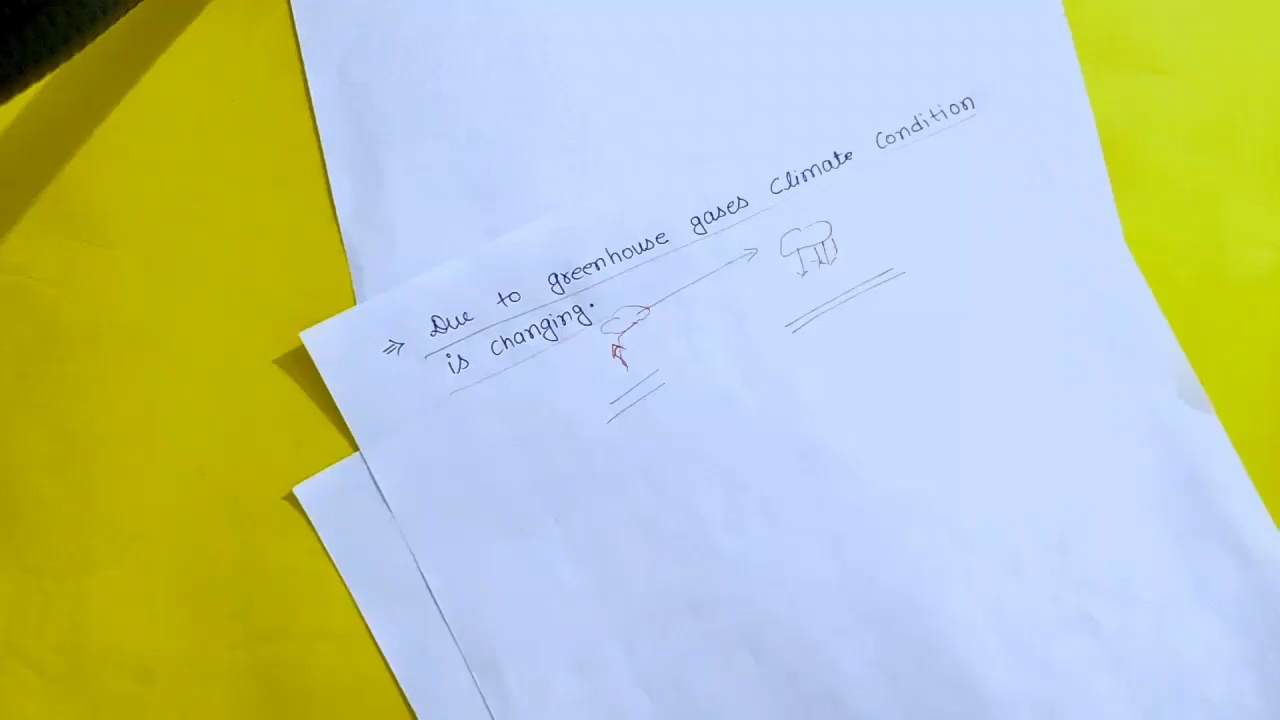 ⇒ Due to greenhouse gases climate condition
is changing.